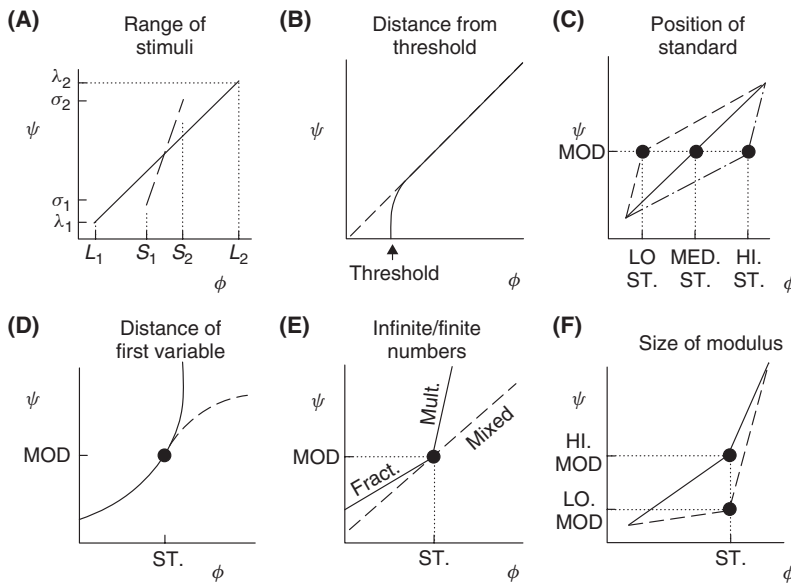 (A)
Range of
stimuli
λ2
σ2
ψ
σ1
λ1
L1 S1 S2 L2
ϕ
(B)
Distance from
threshold
ψ
Threshold
ϕ
(C)
Position of
standard
ψ
MOD
LO MED. HI.
ST. ST. ST.
ϕ
(D)
Distance of
first variable
ψ
MOD
ST.
ϕ
(E)
Infinite/finite
numbers
ψ
Mult.
Mixed
MOD
Fract.
ST.
ϕ
(F)
Size of modulus
ψ
HI.
MOD
LO.
MOD
ST.
ϕ